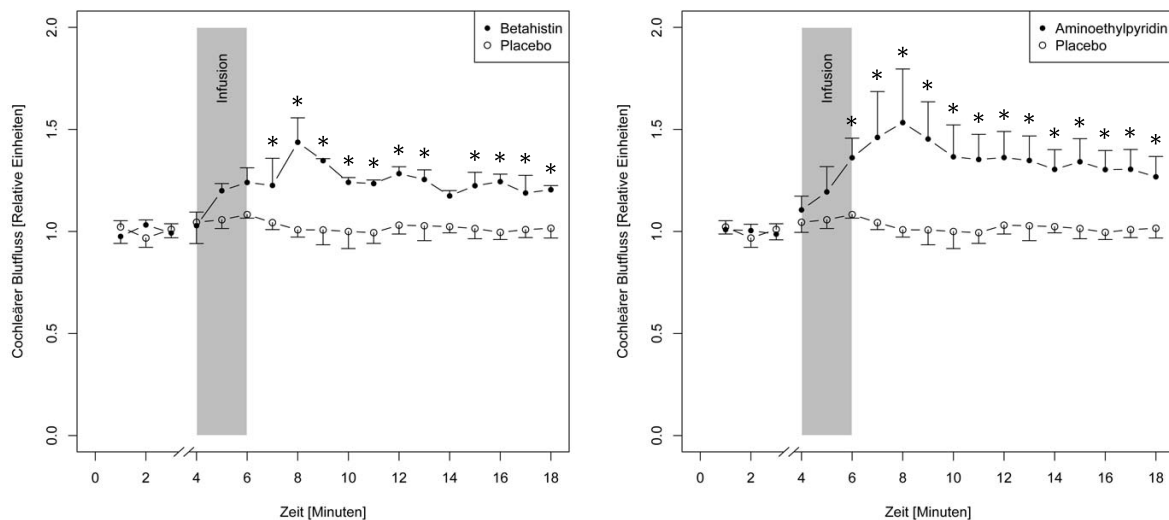 Cochleärer Blutfluss [Relative Einheiten]
2.0
1.5
1.0
0.5
0.0
Infusion
Betahistin
Placebo
* * * * * * * * * * *
0 2 4 6 8 10 12 14 16 18
Zeit [Minuten]
Cochleärer Blutfluss [Relative Einheiten]
2.0
1.5
1.0
0.5
0.0
Infusion
Aminoethylpyridin
Placebo
* * * * * * * * * * * * *
0 2 4 6 8 10 12 14 16 18
Zeit [Minuten]